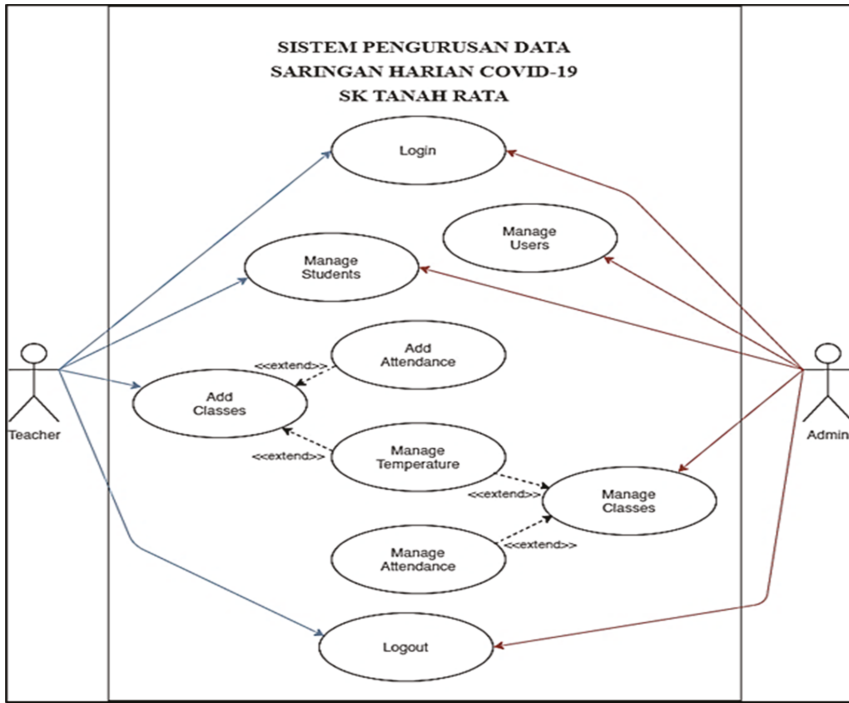 SISTEM PENGURUSAN DATA
SARINGAN HARIAN COVID-19
SK TANAH RATA
Login
Manage
Users
Manage
Students
Add
Attendance
<<extend>>
Add
Classes
Teacher
Admin
Manage
Temperature
<<extend>>
<<extend>>
Manage
Classes
Manage
Attendance
<<extend>>
Logout